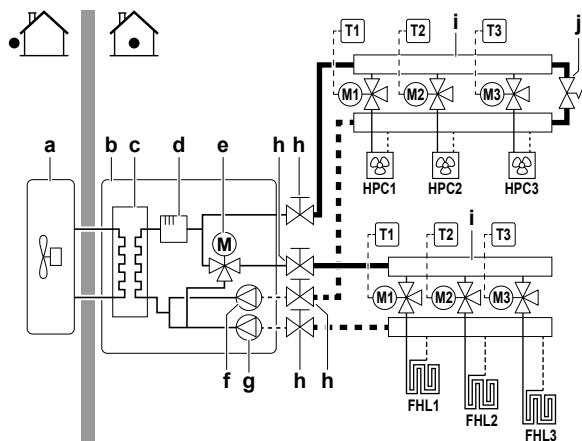 T1 T2 T3 i j
M1 M2 M3
HPC1 HPC2 HPC3
a b c d e h h
M
i
T1 T2 T3
M1 M2 M3
f g h h
FHL1 FHL2 FHL3